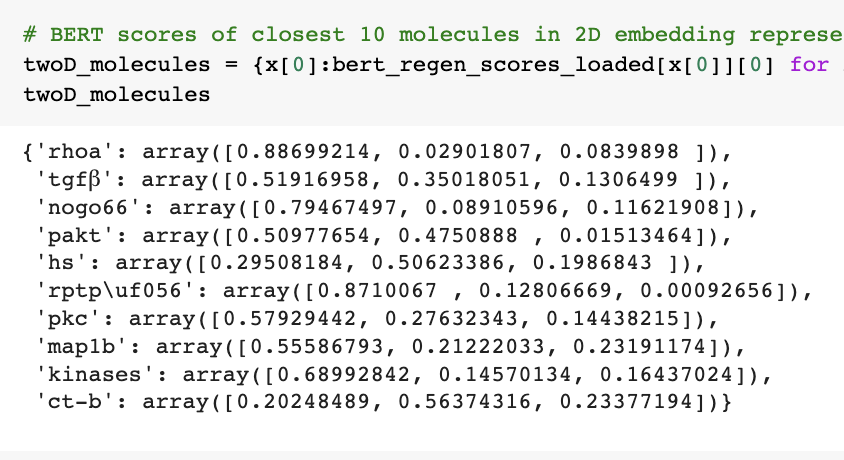 # BERT scores of closest 10 molecules in 2D embedding represe
twoD_molecules = {x[0]:bert_regen_scores_loaded[x[0]][0] for
twoD_molecules
{'rhoa': array([0.88699214, 0.02901807, 0.0839898 ]),
'tgfβ': array([0.51916958, 0.35018051, 0.1306499 ]),
'nogo66': array([0.79467497, 0.08910596, 0.11621908]),
'pakt': array([0.50977654, 0.4750888 , 0.01513464]),
'hs': array([0.29508184, 0.50623386, 0.1986843 ]),
'rptp\uf056': array([0.8710067 , 0.12806669, 0.00092656]),
'pkc': array([0.57929442, 0.27632343, 0.14438215]),
'map1b': array([0.55586793, 0.21222033, 0.23191174]),
'kinases': array([0.68992842, 0.14570134, 0.16437024]),
'ct-b': array([0.20248489, 0.56374316, 0.23377194])}